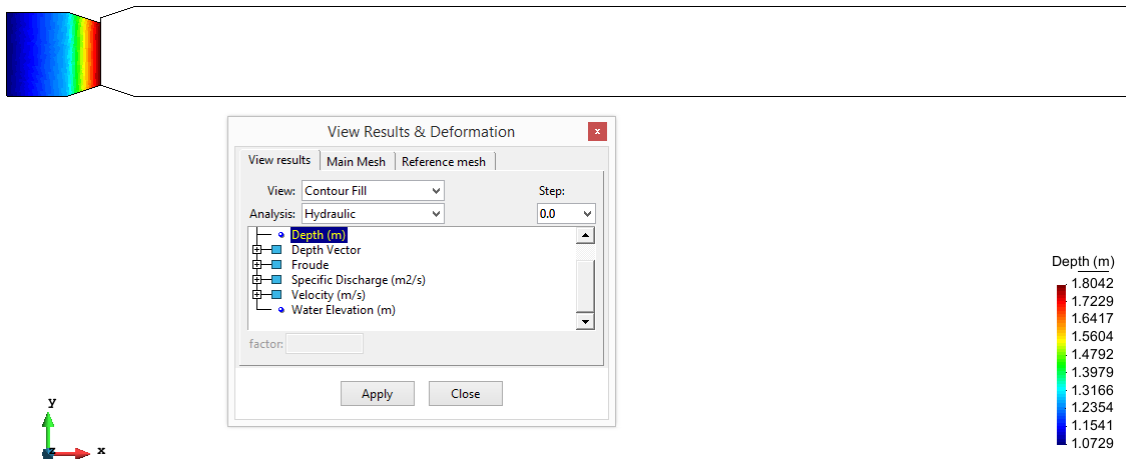 View Results & Deformation
x
View results
Main Mesh
Reference mesh
View: Contour Fill
Step:
Analysis: Hydraulic
0.0
Depth (m)
Depth Vector
Froude
Specific Discharge (m2/s)
Velocity (m/s)
Water Elevation (m)
factor:
Apply
Close
Depth (m)
1.8042
1.7229
1.6417
1.5604
1.4792
1.3979
1.3166
1.2354
1.1541
1.0729
y
z
x